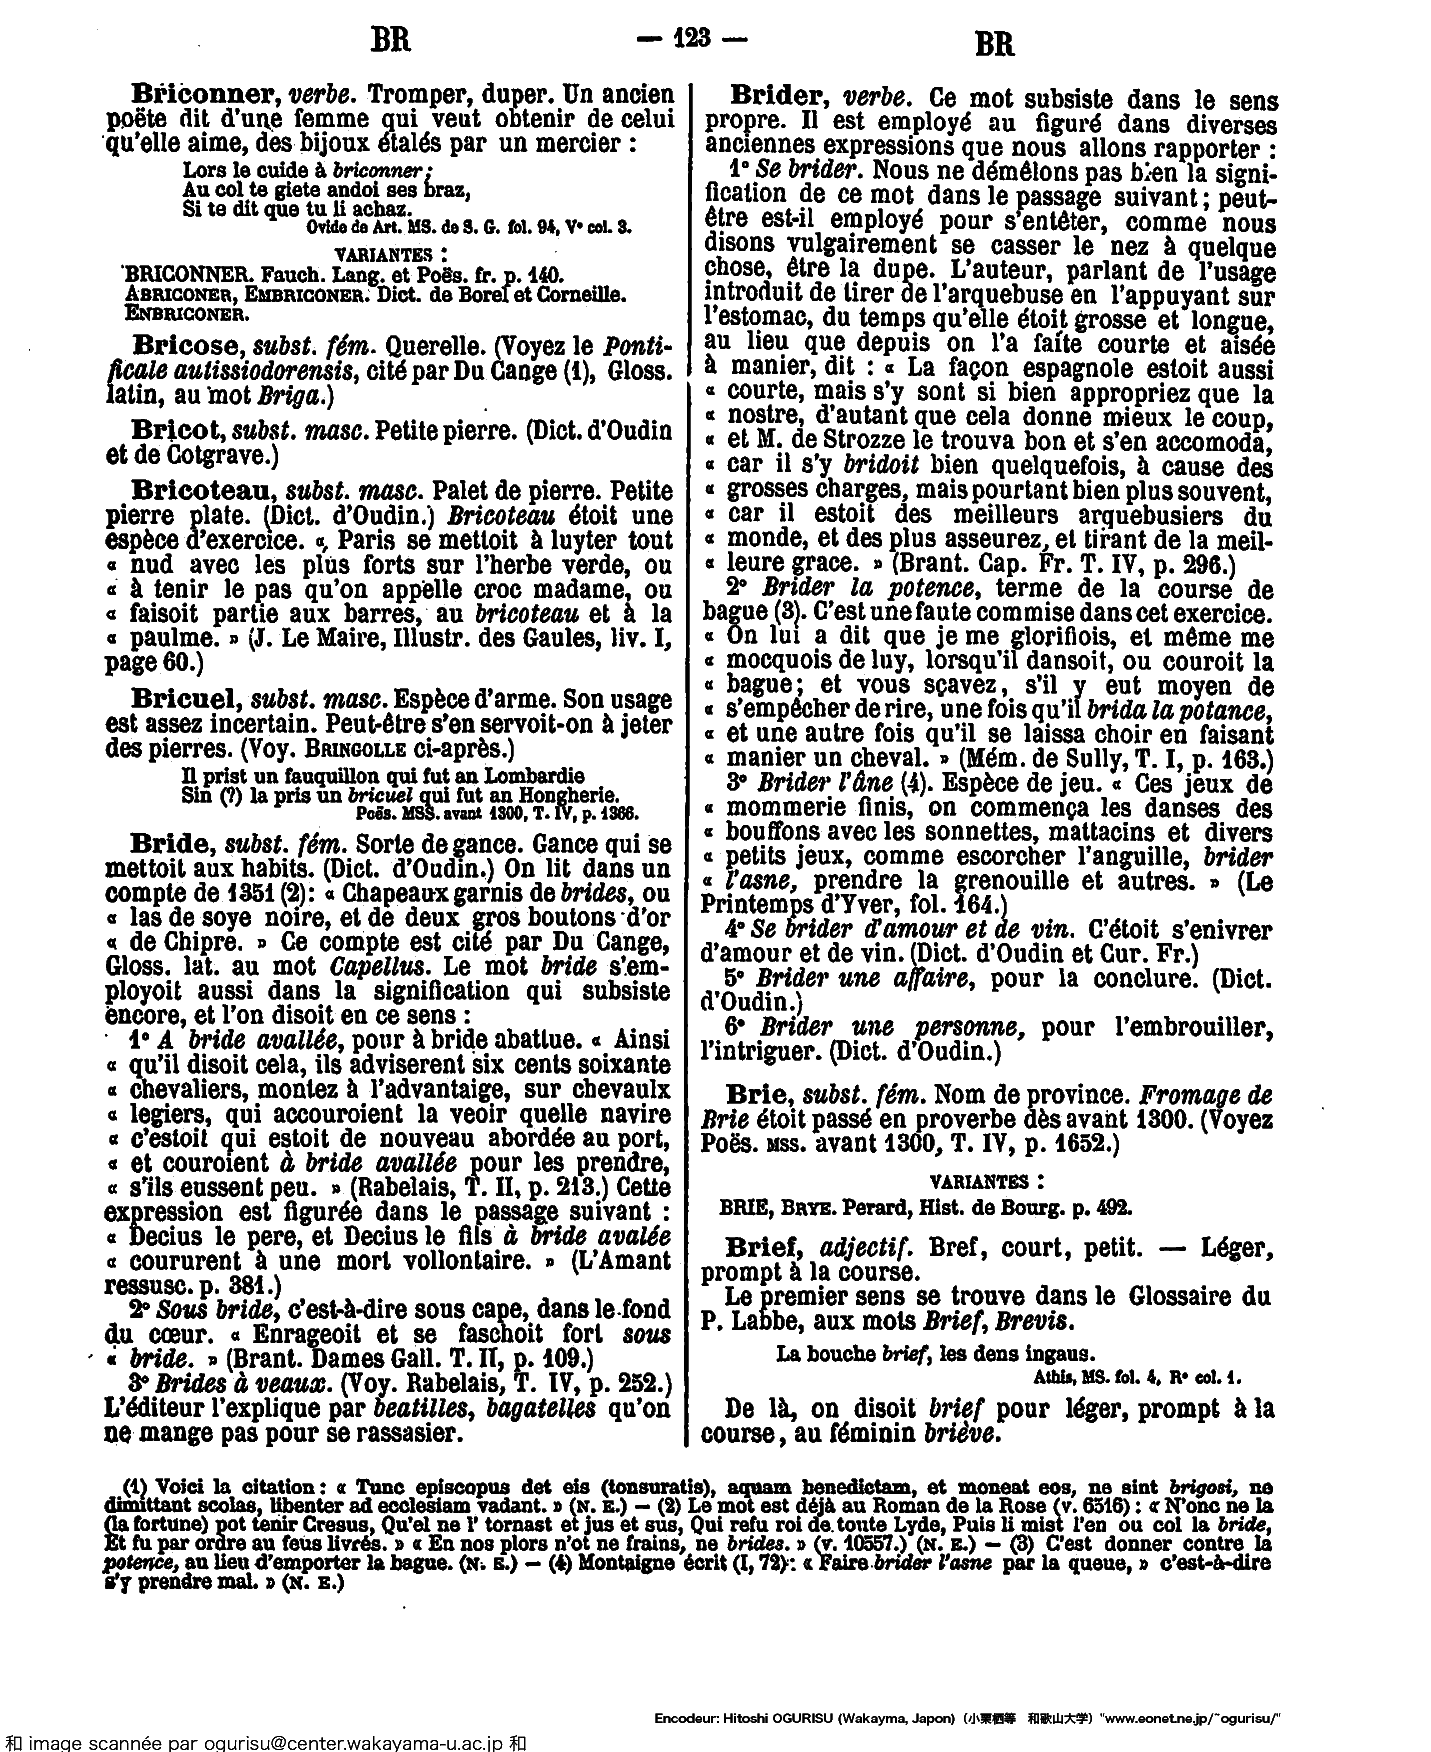 BR
— 123 —
BR
Briconner, verbe. Tromper, duper. Un ancien
poëte dit d'une femme qui veut obtenir de celui
qu'elle aime, des bijoux étalés par un mercier :
Lors le cuide à briconner ;
Au col te giete andoi ses braz,
Si te dit que tu li achaz.
Ovide de Art. MS. de S. G. fol. 94, V° col. 3.
VARIANTES :
BRICONNER. Fauch. Lang. et Poës. fr. p. 140.
ABRICONER, EMBRICONER. Dict. de Borel et Corneille.
ENBRICONER.
Bricose, subst. fém. Querelle. (Voyez le Ponti-
ficale autissiodorensis, cité par Du Cange (1), Gloss.
latin, au mot Briga.)
Bricot, subst. masc. Petite pierre. (Dict. d'Oudin
et de Cotgrave.)
Bricoteau, subst. masc. Palet de pierre. Petite
pierre plate. (Dict. d'Oudin.) Bricoteau étoit une
espèce d'exercice. « Paris se mettoit à luyter tout
« nud avec les plus forts sur l'herbe verde, ou
« à tenir le pas qu'on appelle croc madame, ou
« faisoit partie aux barres, au bricoteau et à la
« paulme. » (J. Le Maire, Illustr. des Gaules, liv. I,
page 60.)
Bricuel, subst. masc. Espèce d'arme. Son usage
est assez incertain. Peut-être s'en servoit-on à jeter
des pierres. (Voy. BRINGOLLE ci-après.)
Il prist un fauquillon qui fut an Lombardie
Sin (?) la pris un bricuel qui fut an Hongherie.
Poës. MSS. avant 1300, T. IV, p. 1366.
Bride, subst. fém. Sorte de gance. Gance qui se
mettoit aux habits. (Dict. d'Oudin.) On lit dans un
compte de 1351 (2): « Chapeaux garnis de brides, ou
« las de soye noire, et de deux gros boutons d'or
« de Chipre. » Ce compte est cité par Du Cange,
Gloss. lat. au mot Capellus. Le mot bride s'em-
ployoit aussi dans la signification qui subsiste
encore, et l'on disoit en ce sens :
1° A bride avallée, pour à bride abattue. « Ainsi
« qu'il disoit cela, ils adviserent six cents soixante
« chevaliers, montez à l'advantaige, sur chevaulx
« legiers, qui accouroient la veoir quelle navire
« c'estoit qui estoit de nouveau abordée au port,
« et couroient à bride avallée pour les prendre,
« s'ils eussent peu. » (Rabelais, T. II, p. 213.) Cette
expression est figurée dans le passage suivant :
« Decius le pere, et Decius le fils à bride avalée
« coururent à une mort vollontaire. » (L'Amant
ressusc. p. 381.)
2° Sous bride, c'est-à-dire sous cape, dans le fond
du cœur. « Enrageoit et se faschoit fort sous
« bride. » (Brant. Dames Gall. T. II, p. 109.)
3° Brides à veaux. (Voy. Rabelais, T. IV, p. 252.)
L'éditeur l'explique par beatilles, bagatelles qu'on
ne mange pas pour se rassasier.
Brider, verbe. Ce mot subsiste dans le sens
propre. Il est employé au figuré dans diverses
anciennes expressions que nous allons rapporter :
1° Se brider. Nous ne démêlons pas bien la signi-
fication de ce mot dans le passage suivant ; peut-
être est-il employé pour s'entêter, comme nous
disons vulgairement se casser le nez à quelque
chose, être la dupe. L'auteur, parlant de l'usage
introduit de tirer de l'arquebuse en l'appuyant sur
l'estomac, du temps qu'elle étoit grosse et longue,
au lieu que depuis on l'a faite courte et aisée
à manier, dit : « La façon espagnole estoit aussi
« courte, mais s'y sont si bien appropriez que la
« nostre, d'autant que cela donne mieux le coup,
« et M. de Strozze le trouva bon et s'en accomoda,
« car il s'y bridoit bien quelquefois, à cause des
« grosses charges, mais pourtant bien plus souvent,
« car il estoit des meilleurs arquebusiers du
« monde, et des plus asseurez, et tirant de la meil-
« leure grace. » (Brant. Cap. Fr. T. IV, p. 296.)
2° Brider la potence, terme de la course de
bague (3). C'est une faute commise dans cet exercice.
« On lui a dit que je me glorifiois, et même me
« mocquois de luy, lorsqu'il dansoit, ou couroit la
« bague; et vous sçavez, s'il y eut moyen de
« s'empêcher de rire, une fois qu'il brida la potance,
« et une autre fois qu'il se laissa choir en faisant
« manier un cheval. » (Mém. de Sully, T. I, p. 163.)
3° Brider l'âne (4). Espèce de jeu. « Ces jeux de
« mommerie finis, on commença les danses des
« bouffons avec les sonnettes, mattacins et divers
« petits jeux, comme escorcher l'anguille, brider
« l'asne, prendre la grenouille et autres. » (Le
Printemps d'Yver, fol. 164.)
4° Se brider d'amour et de vin. C'étoit s'enivrer
d'amour et de vin. (Dict. d'Oudin et Cur. Fr.)
5° Brider une affaire, pour la conclure. (Dict.
d'Oudin.)
6° Brider une personne, pour l'embrouiller,
l'intriguer. (Dict. d'Oudin.)
Brie, subst. fém. Nom de province. Fromage de
Brie étoit passé en proverbe dès avant 1300. (Voyez
Poës. MSS. avant 1300, T. IV, p. 1652.)
VARIANTES :
BRIE, BRYE. Perard, Hist. de Bourg. p. 492.
Brief, adjectif. Bref, court, petit. — Léger,
prompt à la course.
Le premier sens se trouve dans le Glossaire du
P. Labbe, aux mots Brief, Brevis.
La bouche brief, les dens ingaus.
Athis, MS. fol. 4, R° col. 1.
De là, on disoit brief pour léger, prompt à la
course, au féminin briève.
(1) Voici la citation : « Tunc episcopus det eis (tonsuratis), aquam benedictam, et moneat eos, ne sint brigosi, ne
dimittant scolas, libenter ad ecclesiam vadant. » (N. E.) — (2) Le mot est déjà au Roman de la Rose (v. 6516) : « N'onc ne la
(la fortune) pot tenir Cresus, Qu'el ne l' tornast et jus et sus, Qui refu roi de toute Lyde, Puis li mist l'en ou col la bride,
Et fu par ordre au feus livrés. » « En nos plors n'ot ne frains, ne brides. » (v. 10557.) (N. E.) — (3) C'est donner contre la
potence, au lieu d'emporter la bague. (N. E.) — (4) Montaigne écrit (I, 72): « Faire brider l'asne par la queue, » c'est-à-dire
s'y prendre mal. » (N. E.)
Encodeur: Hitoshi OGURISU (Wakayma, Japon) (小栗栖等 和歌山大学) "www.eonet.ne.jp/~ogurisu/"
和 image scannée par ogurisu@center.wakayama-u.ac.jp 和